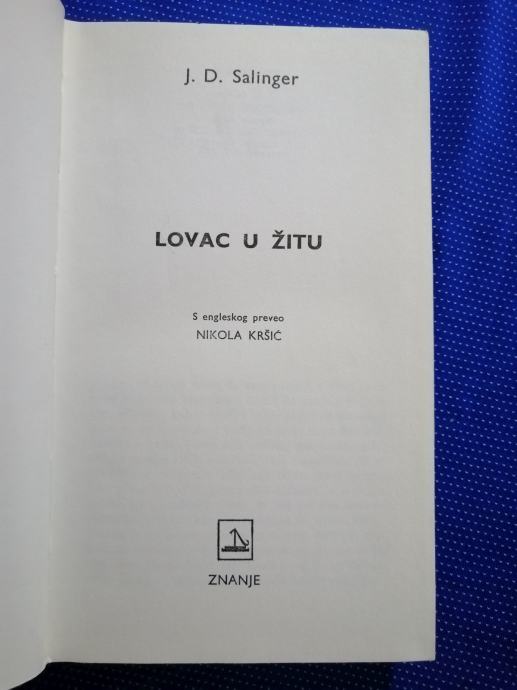 J. D. Salinger
LOVAC U ŽITU
S engleskog preveo
NIKOLA KRŠIĆ
ZNANJE